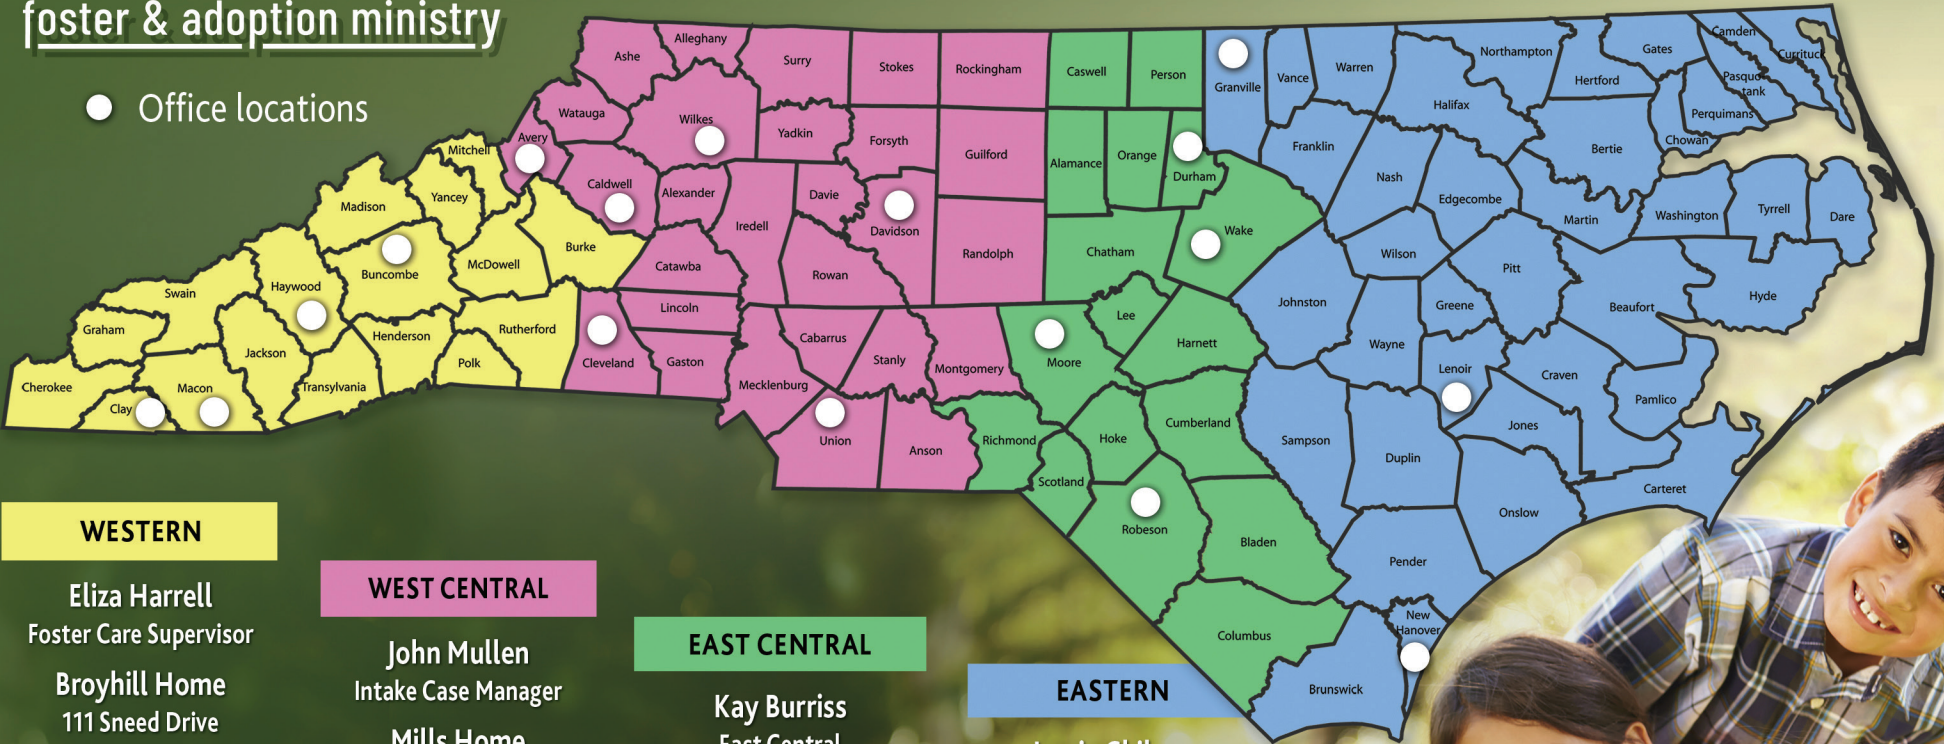 foster & adoption ministry
Office locations
Ashe
Alleghany
Surry
Stokes
Rockingham
Caswell
Person
Granville
Vance
Warren
Northampton
Gates
Camden
Currituck
Hertford
Pasquo-
tank
Perquimans
Halifax
Watauga
Wilkes
Yadkin
Forsyth
Guilford
Alamance
Orange
Durham
Franklin
Nash
Edgecombe
Bertie
Chowan
Avery
Mitchell
Yancey
Madison
Caldwell
Alexander
Iredell
Davie
Davidson
Randolph
Chatham
Wake
Wilson
Martin
Washington
Tyrrell
Dare
Buncombe
McDowell
Burke
Catawba
Rowan
Johnston
Pitt
Greene
Beaufort
Hyde
Swain
Haywood
Graham
Jackson
Henderson
Rutherford
Polk
Cleveland
Lincoln
Gaston
Cabarrus
Stanly
Montgomery
Moore
Lee
Harnett
Wayne
Lenoir
Craven
Pamlico
Cherokee
Clay
Macon
Transylvania
Mecklenburg
Union
Anson
Richmond
Hoke
Cumberland
Sampson
Duplin
Jones
Scotland
Robeson
Bladen
Onslow
Carteret
Pender
Columbus
New
Hanover
Brunswick
WESTERN
Eliza Harrell
Foster Care Supervisor
Broyhill Home
111 Sneed Drive
WEST CENTRAL
John Mullen
Intake Case Manager
Mills Home
EAST CENTRAL
Kay Burriss
East Central
EASTERN